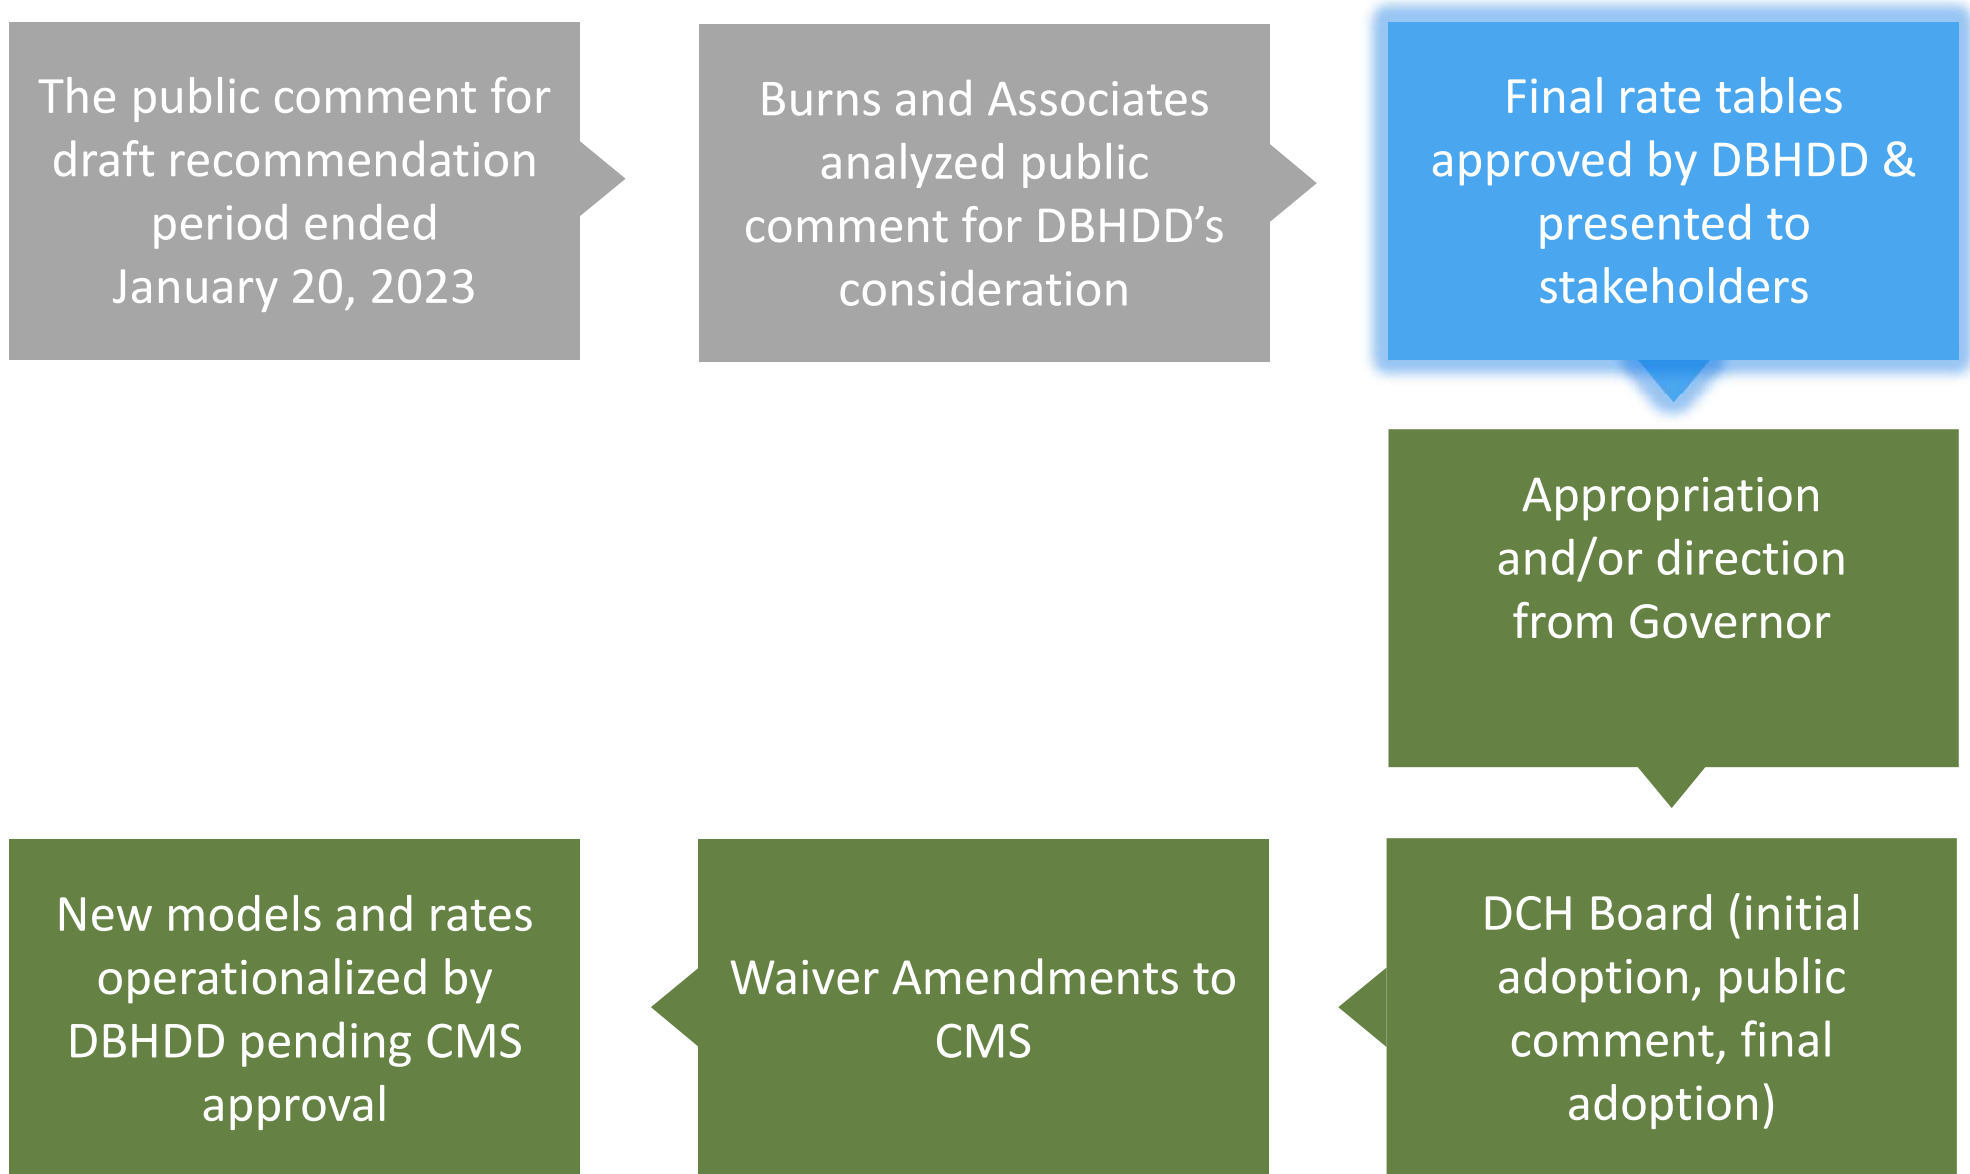 The public comment for
draft recommendation
period ended
January 20, 2023
Burns and Associates
analyzed public
comment for DBHDD’s
consideration
Final rate tables
approved by DBHDD &
presented to
stakeholders
Appropriation
and/or direction
from Governor
DCH Board (initial
adoption, public
comment, final
adoption)
Waiver Amendments to
CMS
New models and rates
operationalized by
DBHDD pending CMS
approval